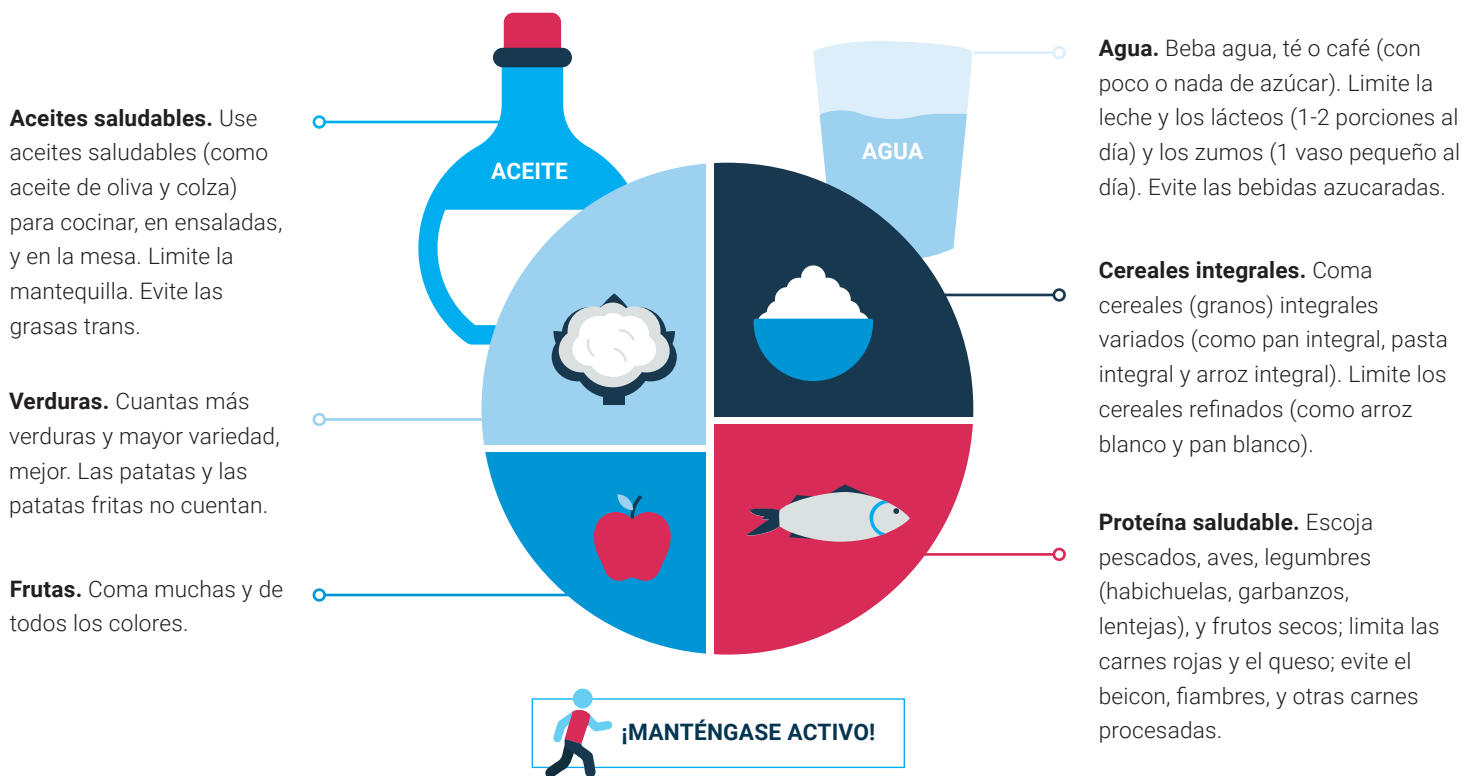 Aceites saludables. Use
aceites saludables (como
aceite de oliva y colza)
para cocinar, en ensaladas,
y en la mesa. Limite la
mantequilla. Evite las
grasas trans.
Verduras. Cuantas más
verduras y mayor variedad,
mejor. Las patatas y las
patatas fritas no cuentan.
Frutas. Coma muchas y de
todos los colores.
ACEITE
AGUA
Agua. Beba agua, té o café (con
poco o nada de azúcar). Limite la
leche y los lácteos (1-2 porciones al
día) y los zumos (1 vaso pequeño al
día). Evite las bebidas azucaradas.
Cereales integrales. Coma
cereales (granos) integrales
variados (como pan integral, pasta
integral y arroz integral). Limite los
cereales refinados (como arroz
blanco y pan blanco).
Proteína saludable. Escoja
pescados, aves, legumbres
(habichuelas, garbanzos,
lentejas), y frutos secos; limita las
carnes rojas y el queso; evite el
beicon, fiambres, y otras carnes
procesadas.
¡MANTÉNGASE ACTIVO!